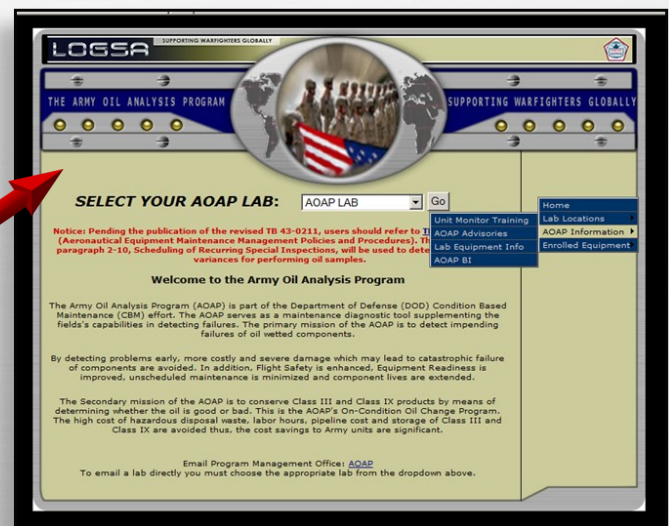 LOGSA
SUPPORTING WARFIGHTERS GLOBALLY
THE ARMY OIL ANALYSIS PROGRAM
SUPPORTING WARFIGHTERS GLOBALLY
SELECT YOUR AOAP LAB:
AOAP LAB
Go
Home
Lab Locations
AOAP Information
Enrolled Equipment
Unit Monitor Training
AOAP Advisories
Lab Equipment Info
AOAP BI
Notice: Pending the publication of the revised TB 43-0211, users should refer to
(Aeronautical Equipment Maintenance Management Policies and Procedures).
paragraph 2-10, Scheduling of Recurring Special Inspections, will be used to
variances for performing oil samples.
Welcome to the Army Oil Analysis Program
The Army Oil Analysis Program (AOAP) is part of the Department of Defense (DOD) Condition Based
Maintenance (CBM) effort. The AOAP serves as a maintenance diagnostic tool supplementing the
field's capabilities in detecting failures. The primary mission of the AOAP is to detect impending
failures of oil wetted components.
By detecting problems early, more costly and severe damage which may lead to catastrophic failure
of components are avoided. In addition, Flight Safety is enhanced, Equipment Readiness is
improved, unscheduled maintenance is minimized and component lives are extended.
The Secondary mission of the AOAP is to conserve Class III and Class IX products by means of
determining whether the oil is good or bad. This is the AOAP's On-Condition Oil Change Program.
The high cost of hazardous disposal waste, labor hours, pipeline cost and storage of Class III and
Class IX are avoided thus, the cost savings to Army units are significant.
Email Program Management Office: AOAP
To email a lab directly you must choose the appropriate lab from the dropdown above.